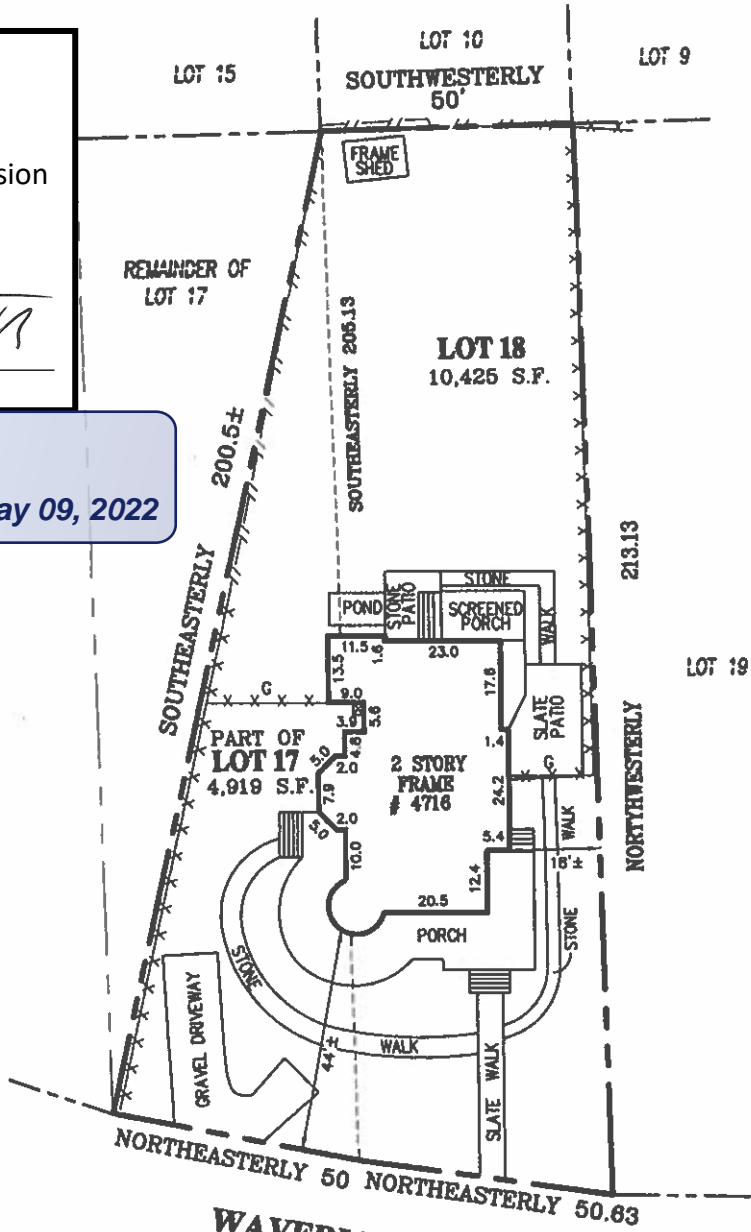 LOT 15
LOT 10
LOT 9
SOUTHWESTERLY
50'
sion
FRAME
SHED
REMAINDER OF
LOT 17
SOUTHEASTERLY 205.13
LOT 18
10,425 S.F.
200.5±
ay 09, 2022
SOUTHEASTERLY
213.13
NORTYHWESTERLY
LOT 19
STONE
POND
STONE
PATIO
SCREENED
PORCH
WALK
11.5
1.6
23.0
13.5
9.0
17.6
G
3.9
5.6
SLATE
PATIO
PART OF
LOT 17
4,919 S.F.
4.6
2.0
5.0
1.4
2 STORY
FRAME
# 4716
G
7.9
24.2
2.0
5.0
WALK
5.4
16'±
10.0
12.4
20.5
PORCH
STONE
STONE
WALK
GRAVEL DRIVEWAY
44'±
SLATE WALK
NORTHEASTERLY 50
NORTHEASTERLY 50.63